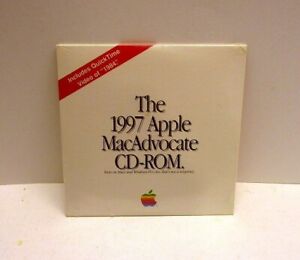 Includes QuickTime
Video of "1984."
The
1997 Apple
MacAdvocate
CD-ROM.